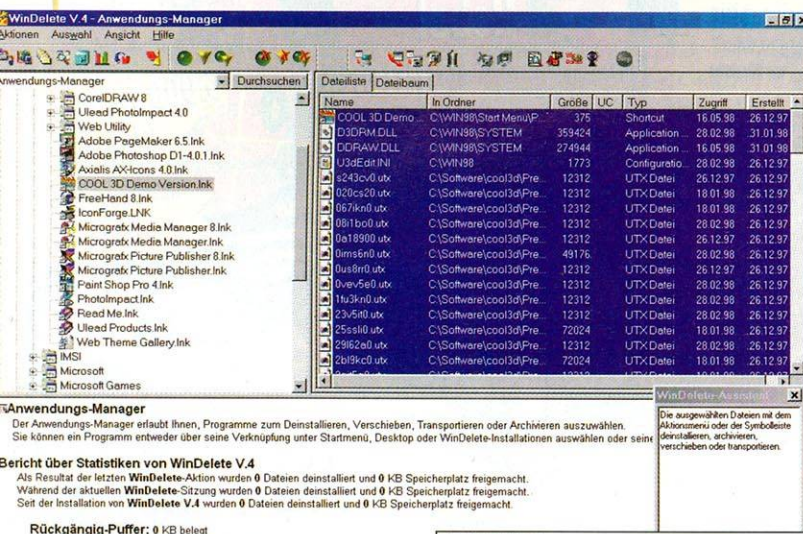 WinDelete V.4 - Anwendungs-Manager
Aktionen Auswahl Ansicht Hilfe
Anwendungs-Manager
Durchsuchen
CorelDRAW 8
Ulead PhotoImpact 4.0
Web Utility
Adobe PageMaker 6.5.lnk
Adobe Photoshop D1-4.0.1.lnk
Axialis AX-Icons 4.0.lnk
COOL 3D Demo Version.lnk
FreeHand 8.lnk
IconForge.LNK
Micrografx Media Manager 8.lnk
Micrografx Media Manager.lnk
Micrografx Picture Publisher 8.lnk
Micrografx Picture Publisher.lnk
Paint Shop Pro 4.lnk
PhotoImpact.lnk
Read Me.lnk
Ulead Products.lnk
Web Theme Gallery.lnk
IMSI
Microsoft
Microsoft Games
Dateiliste Dateibaum
Name In Ordner Größe UC Typ Zugriff Erstellt
COOL 3D Demo... C:\WIN98\Start Menu\P... 375 Shortcut 16.05.98 26.12.97
D3DRM.DLL C:\WIN98\SYSTEM 359424 Application... 28.02.98 31.01.98
DDRAW.DLL C:\WIN98\SYSTEM 274944 Application... 16.05.98 31.01.98
U3dEdit.INI C:\WIN98 1773 Configuratio... 28.02.98 26.12.97
s243cv0.utx C:\Software\cool3d\Pre... 12312 UTX Datei 26.12.97 26.12.97
020cs20.utx C:\Software\cool3d\Pre... 12312 UTX Datei 18.01.98 26.12.97
067ikn0.utx C:\Software\cool3d\Pre... 12312 UTX Datei 18.01.98 26.12.97
08i1bo0.utx C:\Software\cool3d\Pre... 12312 UTX Datei 28.02.98 26.12.97
0a18900.utx C:\Software\cool3d\Pre... 12312 UTX Datei 26.12.97 26.12.97
0ims6n0.utx C:\Software\cool3d\Pre... 49176 UTX Datei 28.02.98 26.12.97
0us8rr0.utx C:\Software\cool3d\Pre... 12312 UTX Datei 26.12.97 26.12.97
0vev5e0.utx C:\Software\cool3d\Pre... 12312 UTX Datei 28.02.98 26.12.97
1fu3kn0.utx C:\Software\cool3d\Pre... 12312 UTX Datei 28.02.98 26.12.97
23v5it0.utx C:\Software\cool3d\Pre... 12312 UTX Datei 28.02.98 26.12.97
25ssli0.utx C:\Software\cool3d\Pre... 72024 UTX Datei 18.01.98 26.12.97
29l62a0.utx C:\Software\cool3d\Pre... 12312 UTX Datei 28.02.98 26.12.97
2bl9kc0.utx C:\Software\cool3d\Pre... 72024 UTX Datei 18.01.98 26.12.97
Anwendungs-Manager
Der Anwendungs-Manager erlaubt Ihnen, Programme zum Deinstallieren, Verschieben, Transportieren oder Archivieren auszuwählen.
Sie können ein Programm entweder über seine Verknüpfung unter Startmenü, Desktop oder WinDelete-Installationen auswählen oder seine
Bericht über Statistiken von WinDelete V.4
Als Resultat der letzten WinDelete-Aktion wurden 0 Dateien deinstalliert und 0 KB Speicherplatz freigemacht.
Während der aktuellen WinDelete-Sitzung wurden 0 Dateien deinstalliert und 0 KB Speicherplatz freigemacht.
Seit der Installation von WinDelete V.4 wurden 0 Dateien deinstalliert und 0 KB Speicherplatz freigemacht.
Rückgängig-Puffer: 0 KB belegt
WinDelete-Assistent
Die ausgewählten Dateien mit dem
Aktionsmenü oder der Symbolleiste
deinstallieren, archivieren,
verschieben oder transportieren.